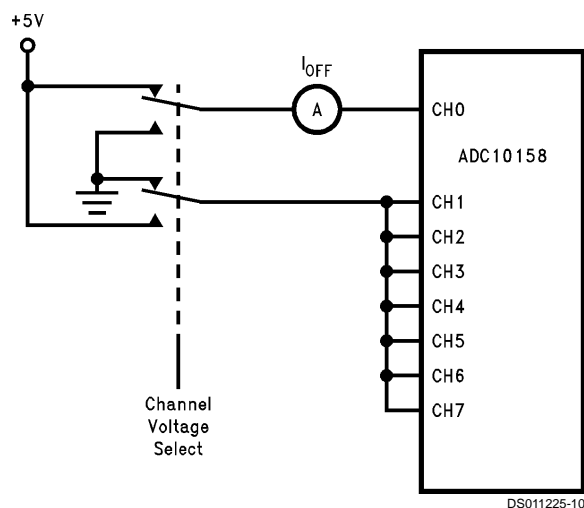 +5V
I_OFF
A
CH0
ADC10158
CH1
CH2
CH3
CH4
CH5
CH6
CH7
Channel
Voltage
Select
DS011225-10